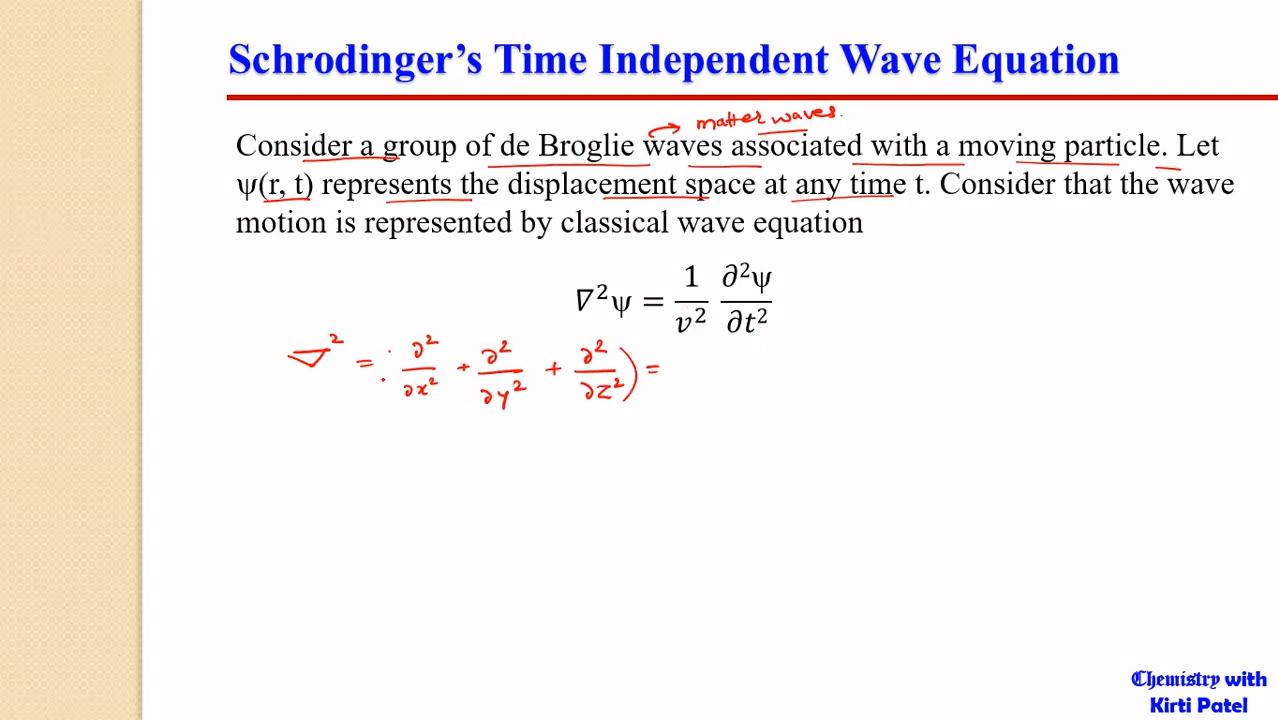 Schrodinger's Time Independent Wave Equation
→ matter waves.
Consider a group of de Broglie waves associated with a moving particle. Let
ψ(r, t) represents the displacement space at any time t. Consider that the wave
motion is represented by classical wave equation
∇²ψ = 1/v² ∂²ψ/∂t²
∇² = ∂²/∂x² + ∂²/∂y² + ∂²/∂z²) =
Chemistry with
Kirti Patel